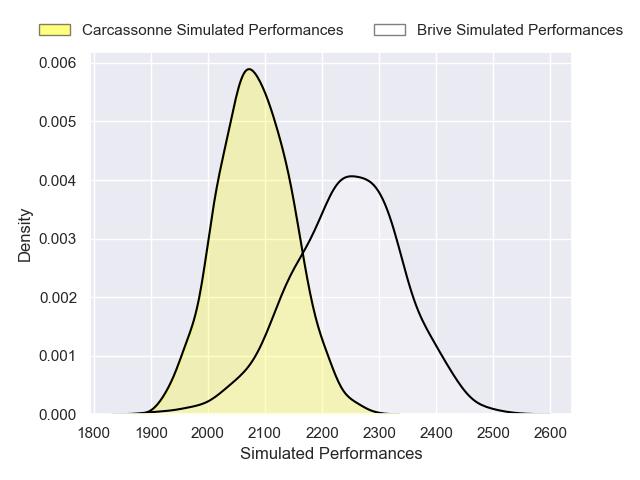 Carcassonne Simulated Performances
Brive Simulated Performances
0.006
0.005
0.004
0.003
0.002
0.001
0.000
Density
1800 1900 2000 2100 2200 2300 2400 2500 2600
Simulated Performances